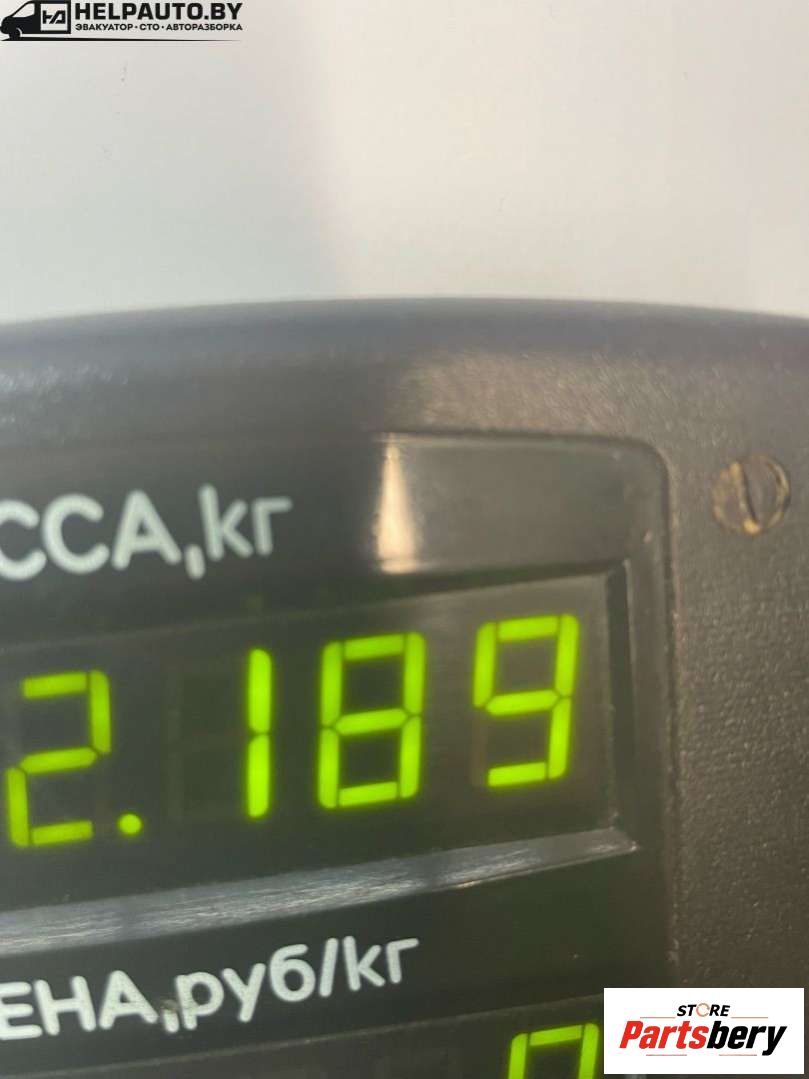 HELPAUTO.BY
ЭВАКУАТОР • СТО • АВТОРАЗБОРКА
ССА,кг
2.189
ЕНА,руб/кг
STORE
Partsbery